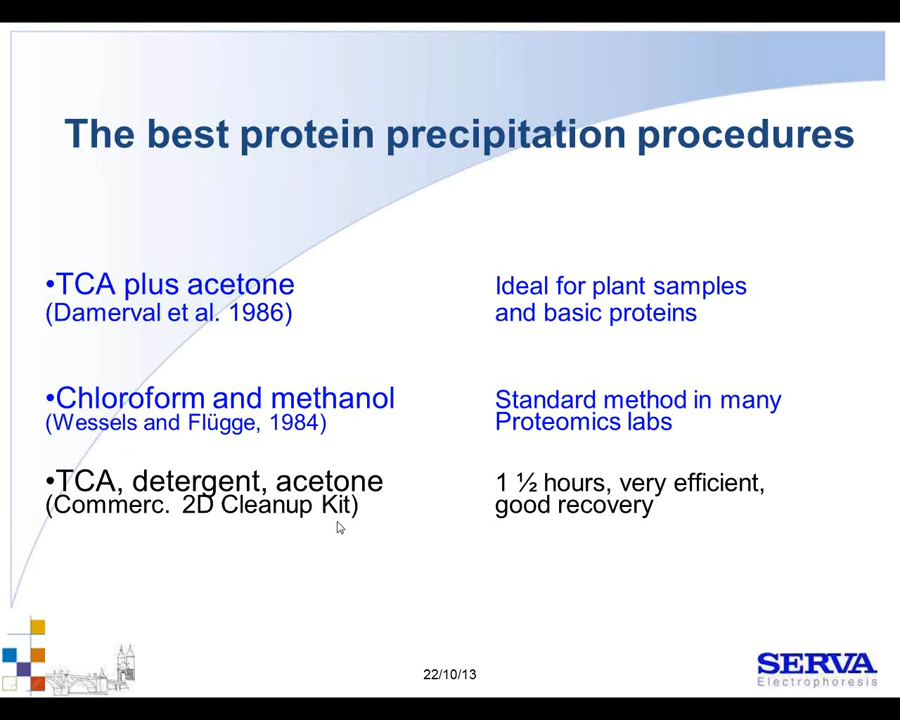 The best protein precipitation procedures
•TCA plus acetone
(Damerval et al. 1986)
Ideal for plant samples
and basic proteins
•Chloroform and methanol
(Wessels and Flügge, 1984)
Standard method in many
Proteomics labs
•TCA, detergent, acetone
(Commerc. 2D Cleanup Kit)
1 ½ hours, very efficient,
good recovery
22/10/13
SERVA
Electrophoresis